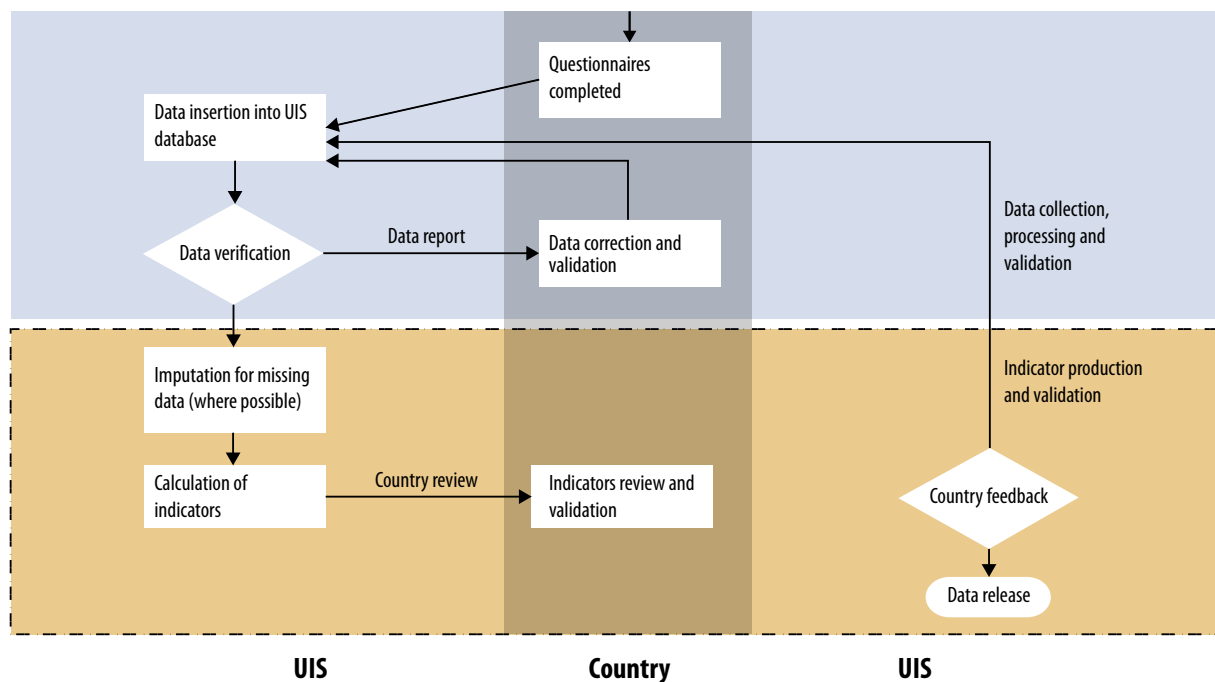 Questionnaires
completed
Data insertion into UIS
database
Data verification
Data report
Data correction and
validation
Data collection,
processing and
validation
Imputation for missing
data (where possible)
Indicator production
and validation
Calculation of
indicators
Country review
Indicators review and
validation
Country feedback
Data release
UIS
Country
UIS